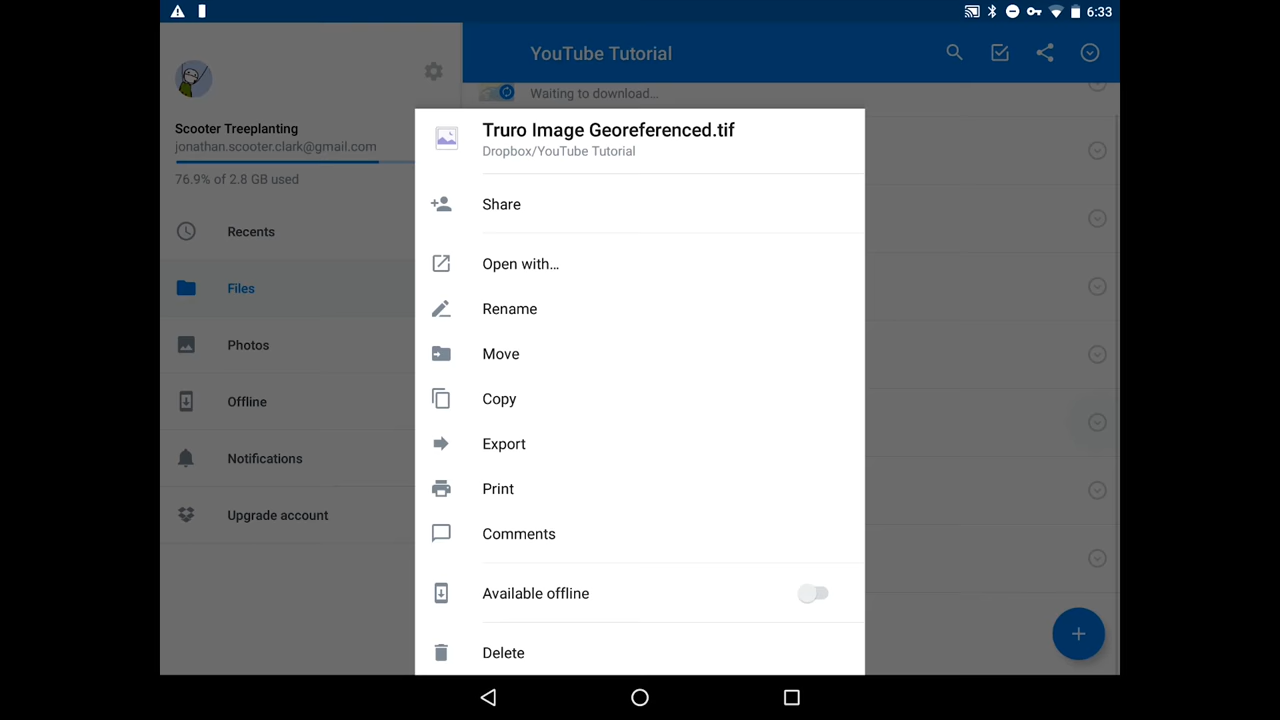 6:33
Scooter Treeplanting
jonathan.scooter.clark@gmail.com
76.9% of 2.8 GB used
Recents
Files
Photos
Offline
Notifications
Upgrade account
YouTube Tutorial
Waiting to download…
Truro Image Georeferenced.tif
Dropbox/YouTube Tutorial
Share
Open with…
Rename
Move
Copy
Export
Print
Comments
Available offline
Delete